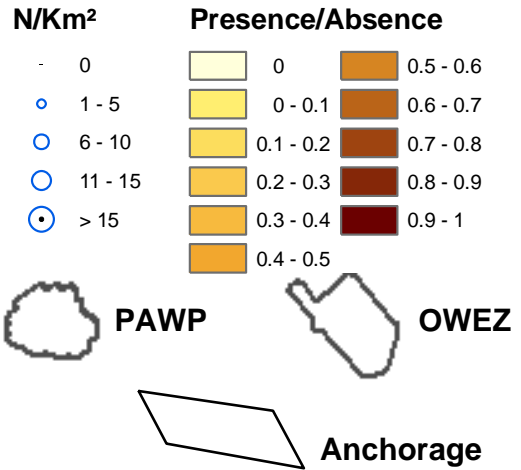 N/Km² Presence/Absence
- 0 0 0.5 - 0.6
1 - 5 0 - 0.1 0.6 - 0.7
6 - 10 0.1 - 0.2 0.7 - 0.8
11 - 15 0.2 - 0.3 0.8 - 0.9
> 15 0.3 - 0.4 0.9 - 1
0.4 - 0.5
PAWP OWEZ
Anchorage